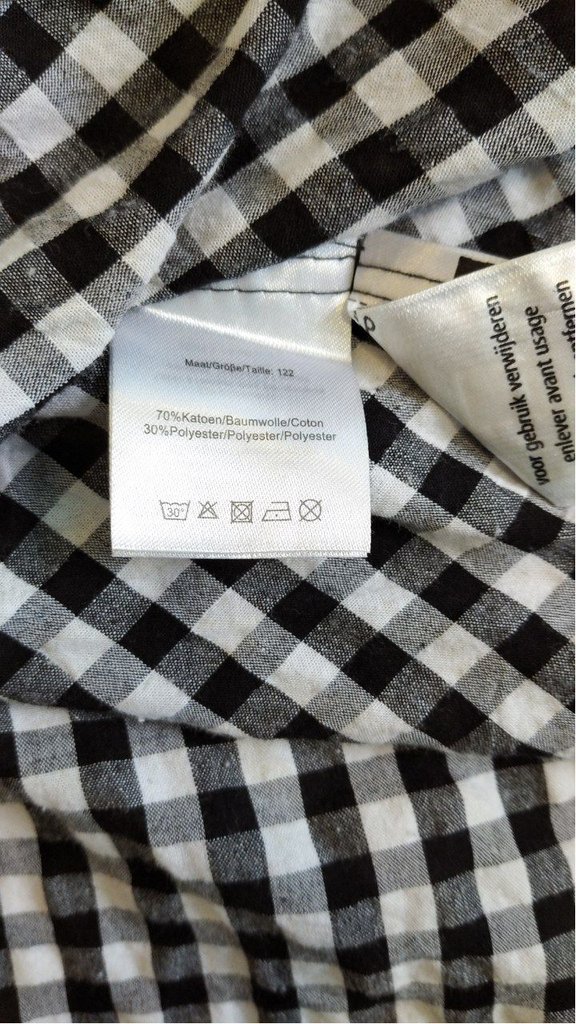 Maat/Größe/Taille: 122
70%Katoen/Baumwolle/Coton
30%Polyester/Polyester/Polyester
30°
voor gebruik verwijderen
enlever avant usage